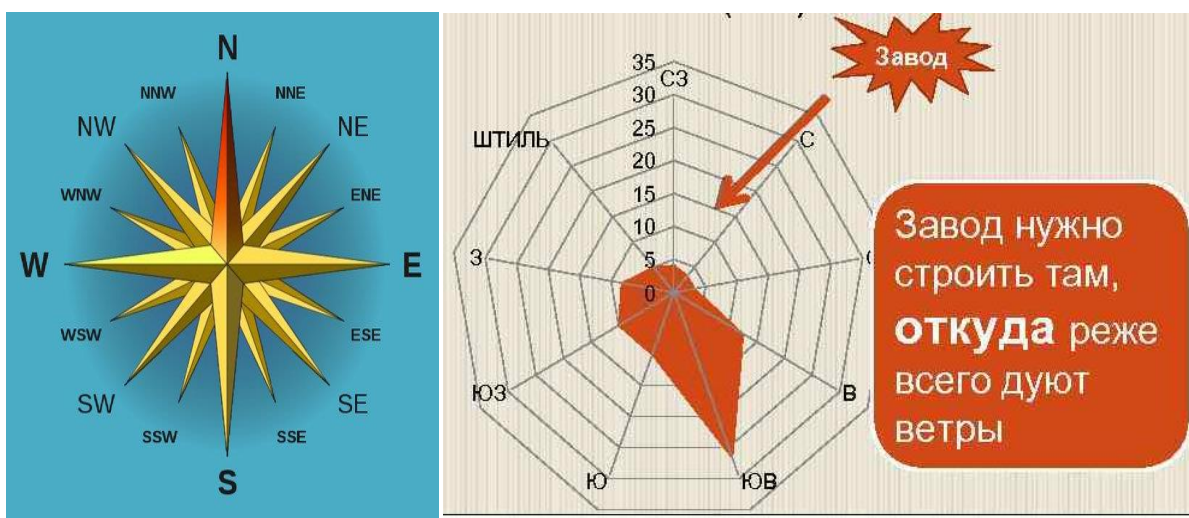 N
NNW
NNE
NW
NE
WNW
ENE
W
E
WSW
ESE
SW
SE
SSW
SSE
S
Завод
35
СЗ
30
25
20
15
10
5
0
С
В
ЮВ
Ю
ЮЗ
З
ШТИЛЬ
Завод нужно
строить там,
откуда реже
всего дуют
ветры